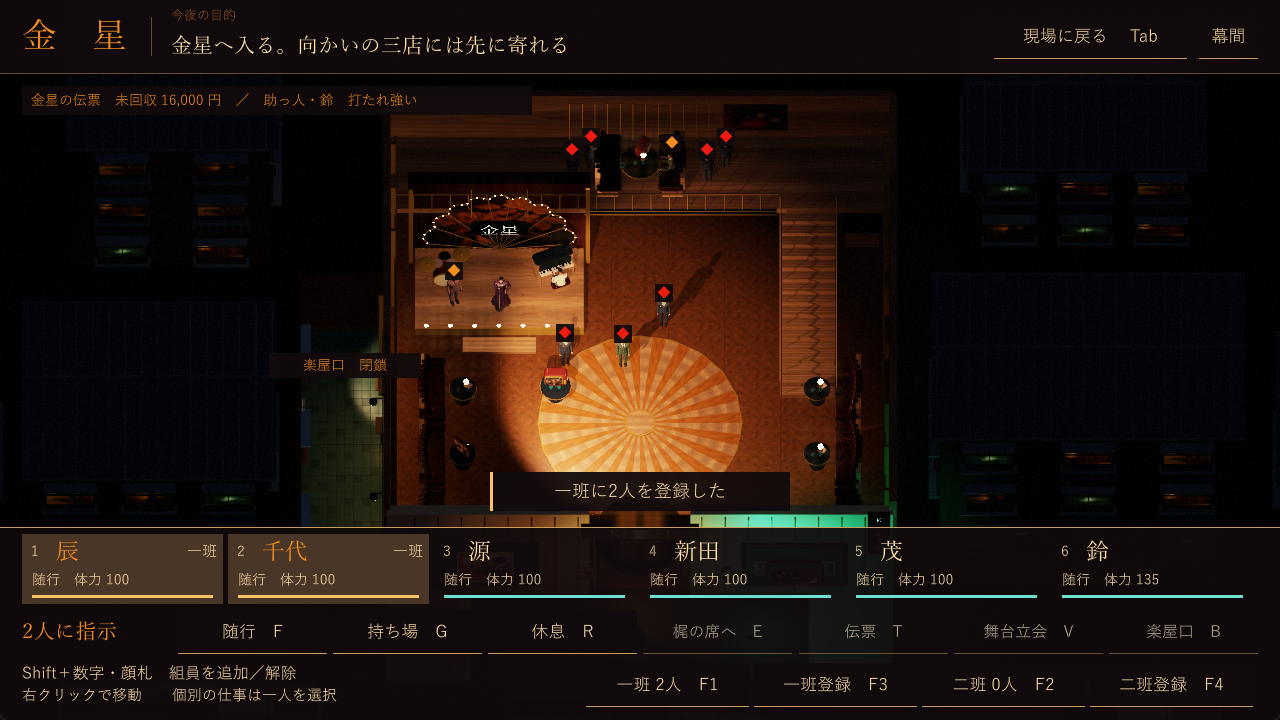 金 星
今夜の目的
金星へ入る。向かいの三店には先に寄れる
現場に戻る Tab
幕間
金星の伝票 未回収 16,000 円 ／ 助っ人・鈴 打たれ強い
金星
楽屋口 閉鎖
一班に2人を登録した
1 辰 一班
随行 体力 100
2 千代 一班
随行 体力 100
3 源
随行 体力 100
4 新田
随行 体力 100
5 茂
随行 体力 100
6 鈴
随行 体力 135
2人に指示
随行 F
持ち場 G
休息 R
梶の席へ E
伝票 T
舞台立会 V
楽屋口 B
Shift＋数字・顔札 組員を追加／解除
右クリックで移動 個別の仕事は一人を選択
一班 2人 F1
一班登録 F3
二班 0人 F2
二班登録 F4